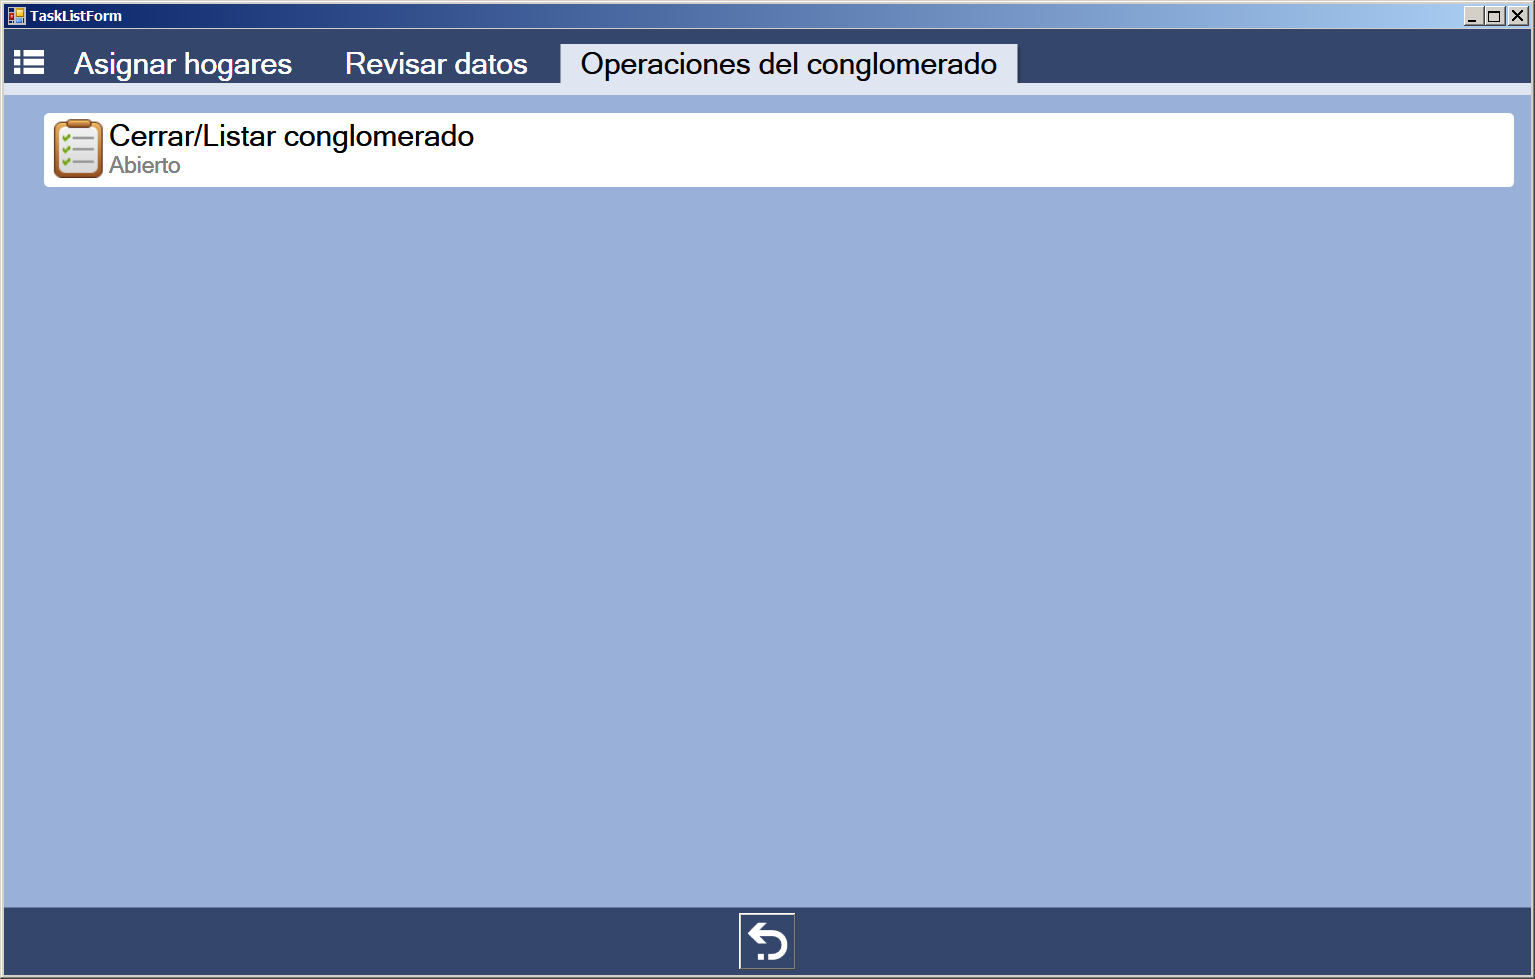 TaskListForm
Asignar hogares Revisar datos Operaciones del conglomerado
Cerrar/Listar conglomerado
Abierto